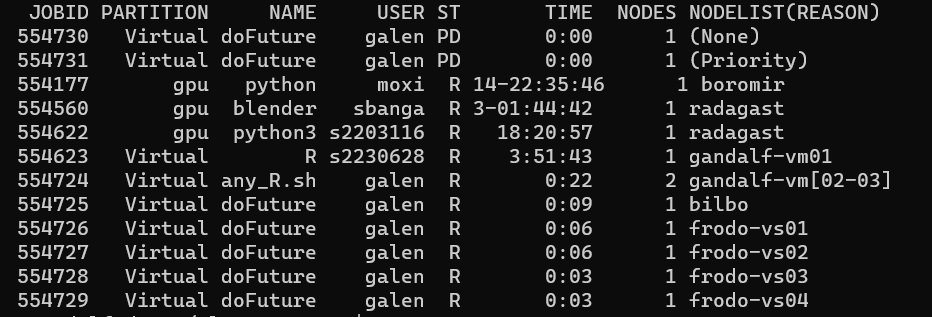 JOBID PARTITION NAME USER ST TIME NODES NODELIST(REASON)
554730 Virtual doFuture galen PD 0:00 1 (None)
554731 Virtual doFuture galen PD 0:00 1 (Priority)
554177 gpu python moxi R 14-22:35:46 1 boromir
554560 gpu blender sbanga R 3-01:44:42 1 radagast
554622 gpu python3 s2203116 R 18:20:57 1 radagast
554623 Virtual R s2230628 R 3:51:43 1 gandalf-vm01
554724 Virtual any_R.sh galen R 0:22 2 gandalf-vm[02-03]
554725 Virtual doFuture galen R 0:09 1 bilbo
554726 Virtual doFuture galen R 0:06 1 frodo-vs01
554727 Virtual doFuture galen R 0:06 1 frodo-vs02
554728 Virtual doFuture galen R 0:03 1 frodo-vs03
554729 Virtual doFuture galen R 0:03 1 frodo-vs04